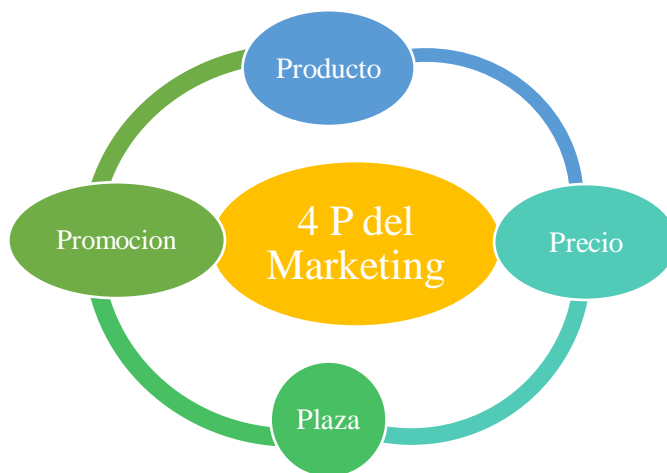 Producto
Promocion
4 P del
Marketing
Precio
Plaza